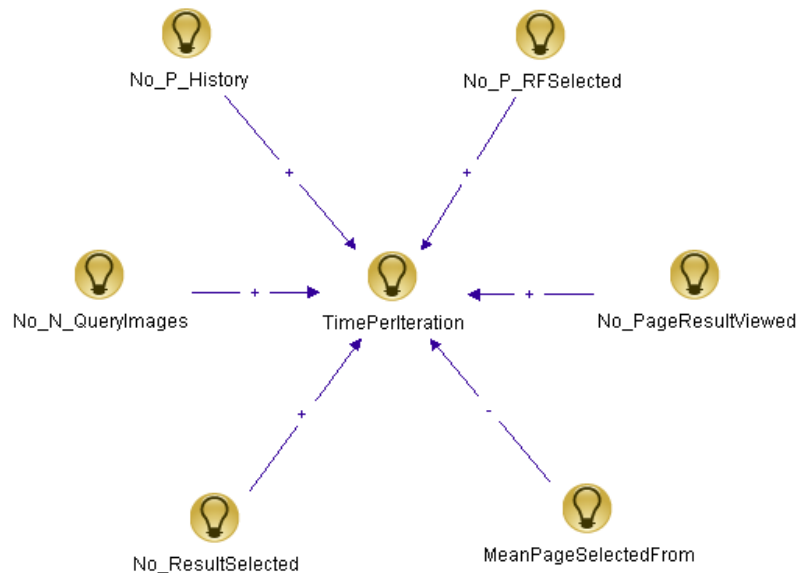 No_P_History
No_P_RFSelected
+
+
No_N_QueryImages
+
TimePerIteration
+
No_PageResultViewed
+
-
No_ResultSelected
MeanPageSelectedFrom